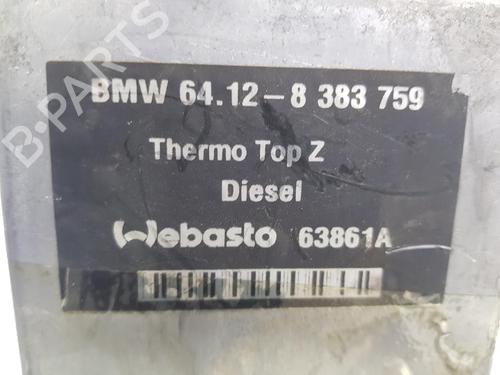 BMW 64.12-8 383 759
Thermo Top Z
Diesel
Webasto 63861A
B-PARTS